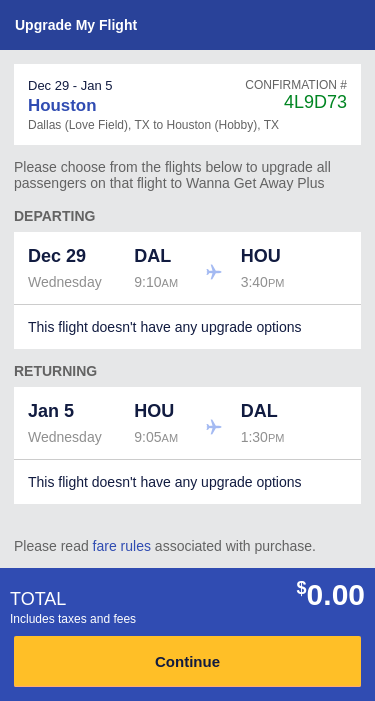 Upgrade My Flight
Dec 29 - Jan 5
CONFIRMATION #
Houston
4L9D73
Dallas (Love Field), TX to Houston (Hobby), TX
Please choose from the flights below to upgrade all
passengers on that flight to Wanna Get Away Plus
DEPARTING
Dec 29 DAL HOU
Wednesday 9:10AM 3:40PM
This flight doesn't have any upgrade options
RETURNING
Jan 5 HOU DAL
Wednesday 9:05AM 1:30PM
This flight doesn't have any upgrade options
Please read fare rules associated with purchase.
TOTAL $0.00
Includes taxes and fees
Continue